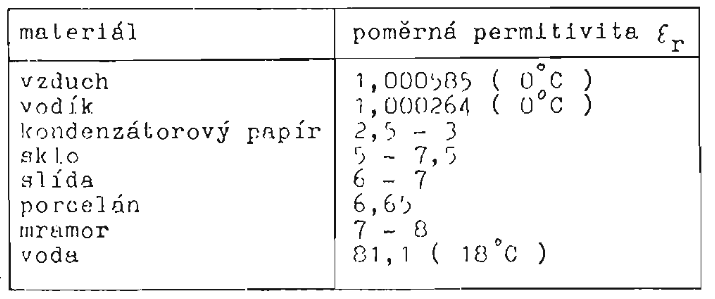 materiál poměrná permitivita εr
vzduch 1,000585 ( 0°C )
vodík 1,000264 ( 0°C )
kondenzátorový papír 2,5 - 3
sklo 5 - 7,5
slída 6 - 7
porcelán 6,65
mramor 7 - 8
voda 81,1 ( 18°C )